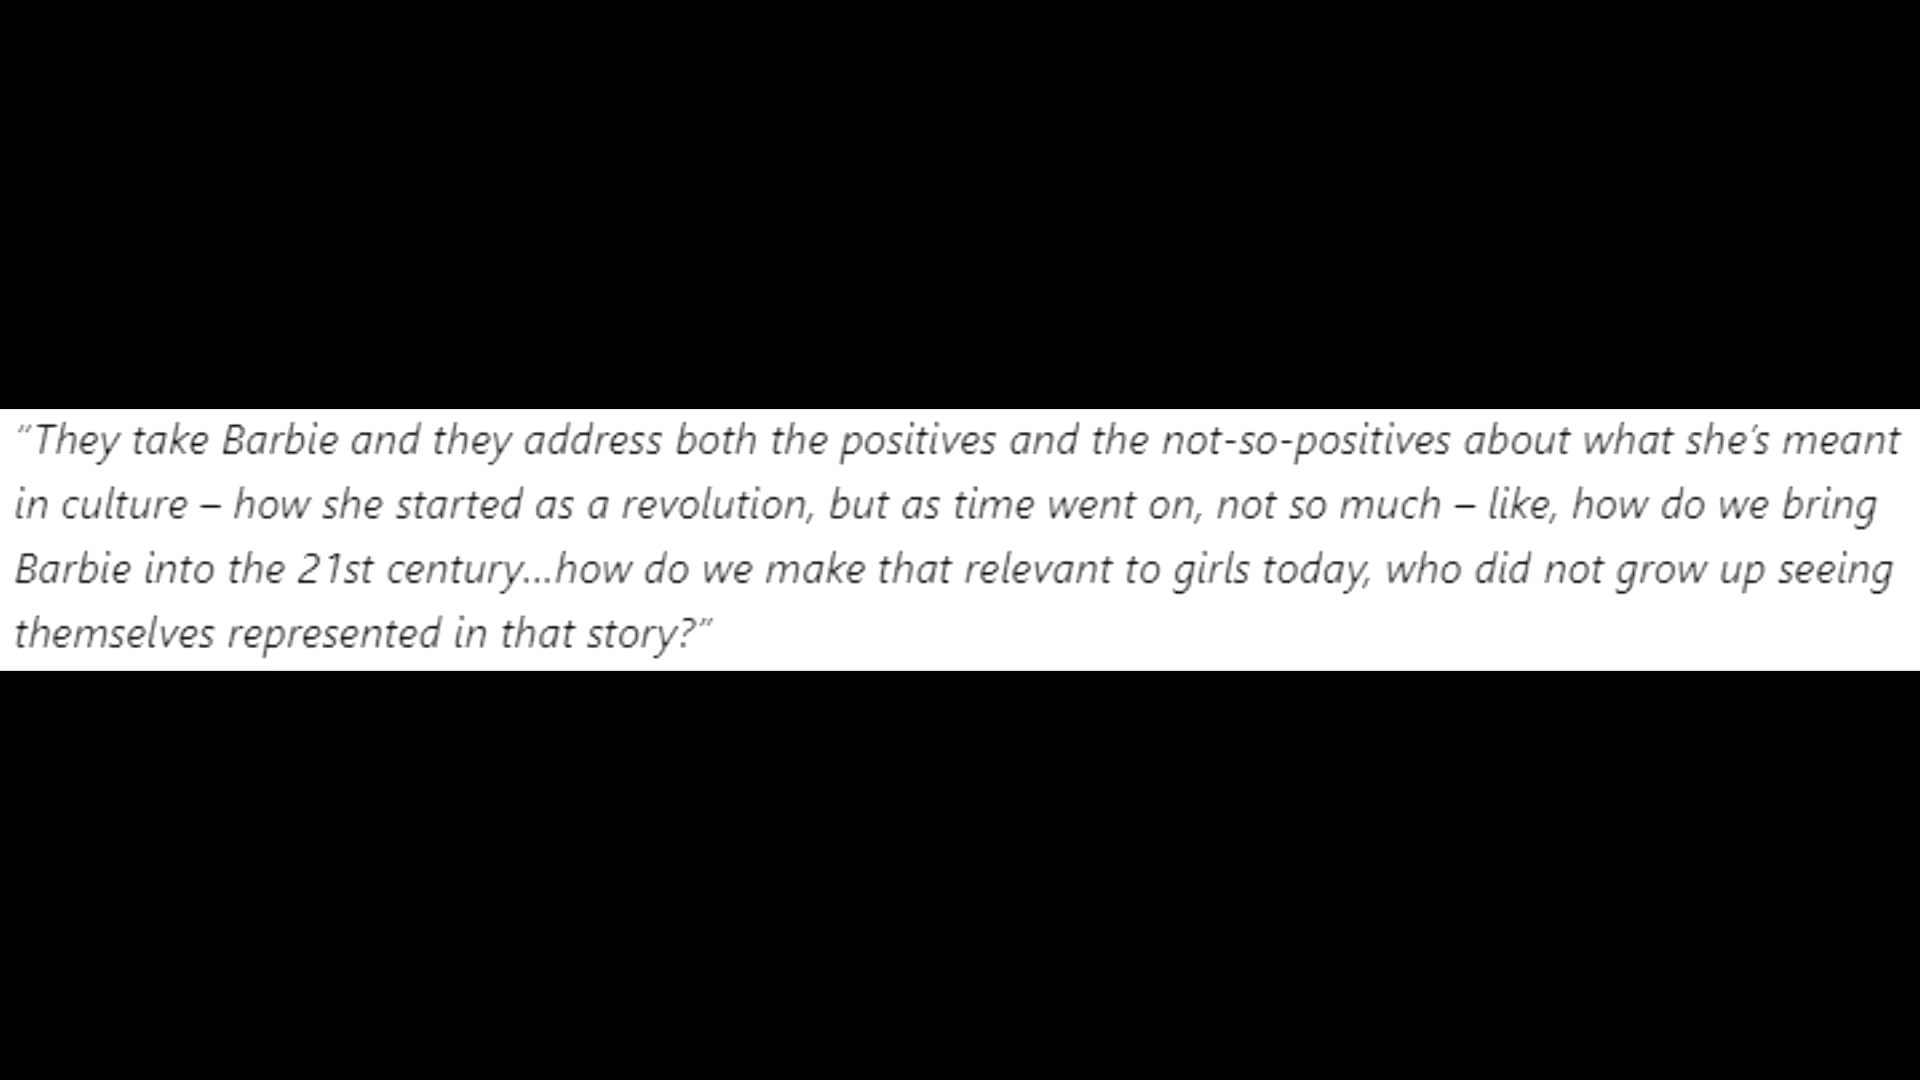 “They take Barbie and they address both the positives and the not-so-positives about what she’s meant
in culture – how she started as a revolution, but as time went on, not so much – like, how do we bring
Barbie into the 21st century...how do we make that relevant to girls today, who did not grow up seeing
themselves represented in that story?”